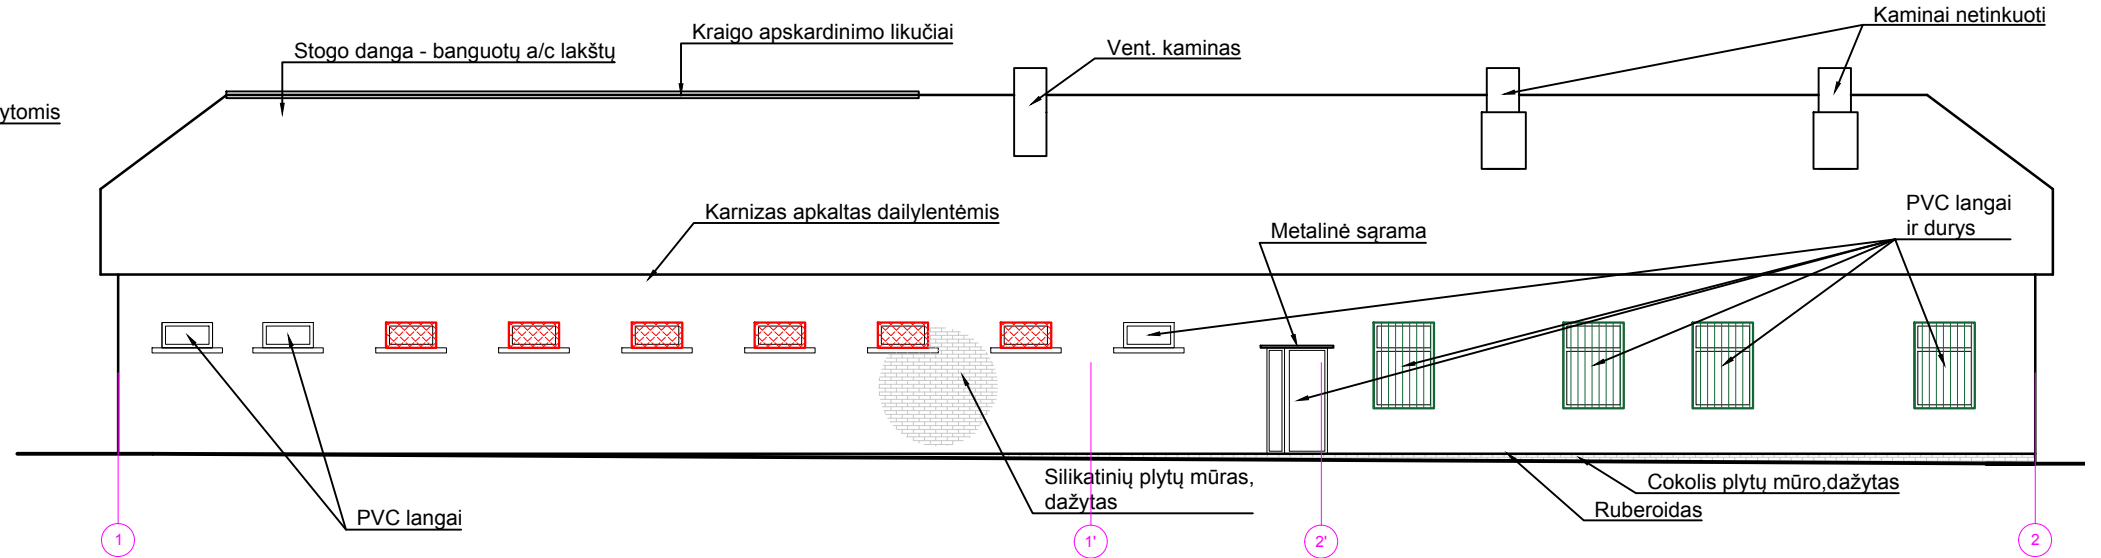 Kaminai netinkuoti
Kraigo apskardinimo likučiai
Stogo danga - banguotų a/c lakštų
Vent. kaminas
ytomis
Karnizas apkaltas dailylentėmis
PVC langai
ir durys
Metalinė sąrama
Silikatinių plytų mūras,
dažytas
Cokolis plytų mūro,dažytas
Ruberoidas
PVC langai
1
1'
2'
2